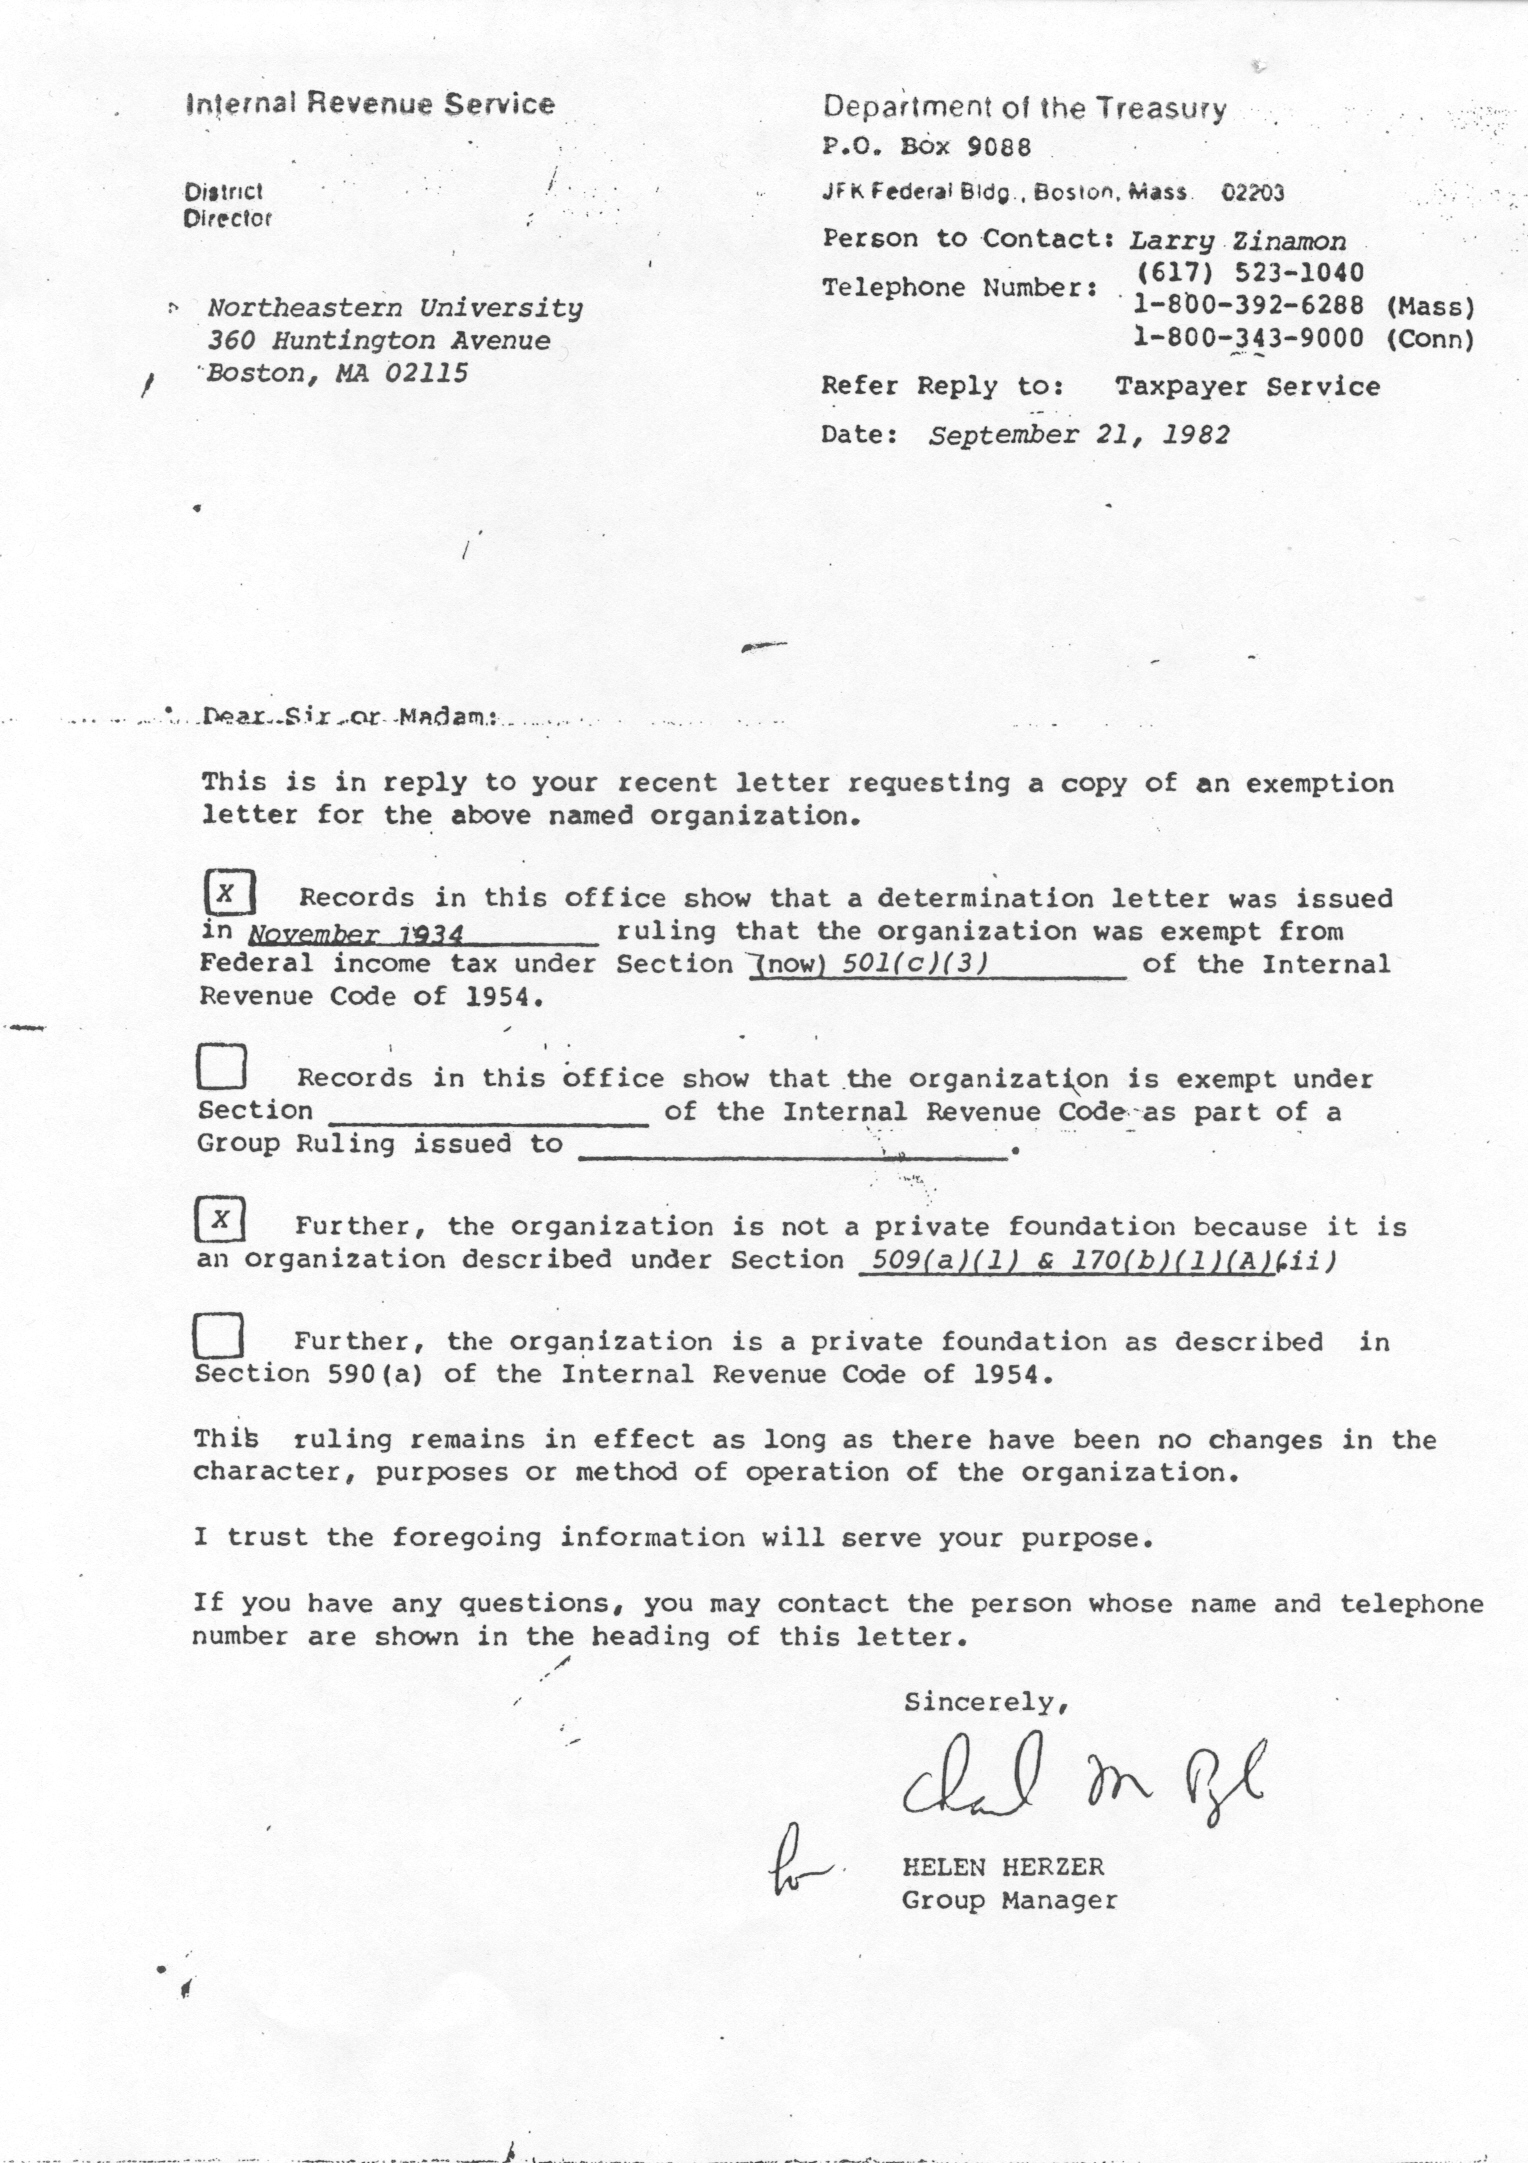 Internal Revenue Service
Department of the Treasury
P.O. Box 9088
District
Director
JFK Federal Bldg., Boston, Mass. 02203
Person to Contact: Larry Zinamon
Telephone Number: (617) 523-1040
1-800-392-6288 (Mass)
1-800-343-9000 (Conn)
Northeastern University
360 Huntington Avenue
Boston, MA 02115
Refer Reply to: Taxpayer Service
Date: September 21, 1982
Dear Sir or Madam:
This is in reply to your recent letter requesting a copy of an exemption
letter for the above named organization.
X Records in this office show that a determination letter was issued
in November 1934 ruling that the organization was exempt from
Federal income tax under Section (now) 501(c)(3) of the Internal
Revenue Code of 1954.
Records in this office show that the organization is exempt under
Section of the Internal Revenue Code as part of a
Group Ruling issued to .
X Further, the organization is not a private foundation because it is
an organization described under Section 509(a)(1) & 170(b)(1)(A)(ii)
Further, the organization is a private foundation as described in
Section 590(a) of the Internal Revenue Code of 1954.
This ruling remains in effect as long as there have been no changes in the
character, purposes or method of operation of the organization.
I trust the foregoing information will serve your purpose.
If you have any questions, you may contact the person whose name and telephone
number are shown in the heading of this letter.
Sincerely,
for
HELEN HERZER
Group Manager